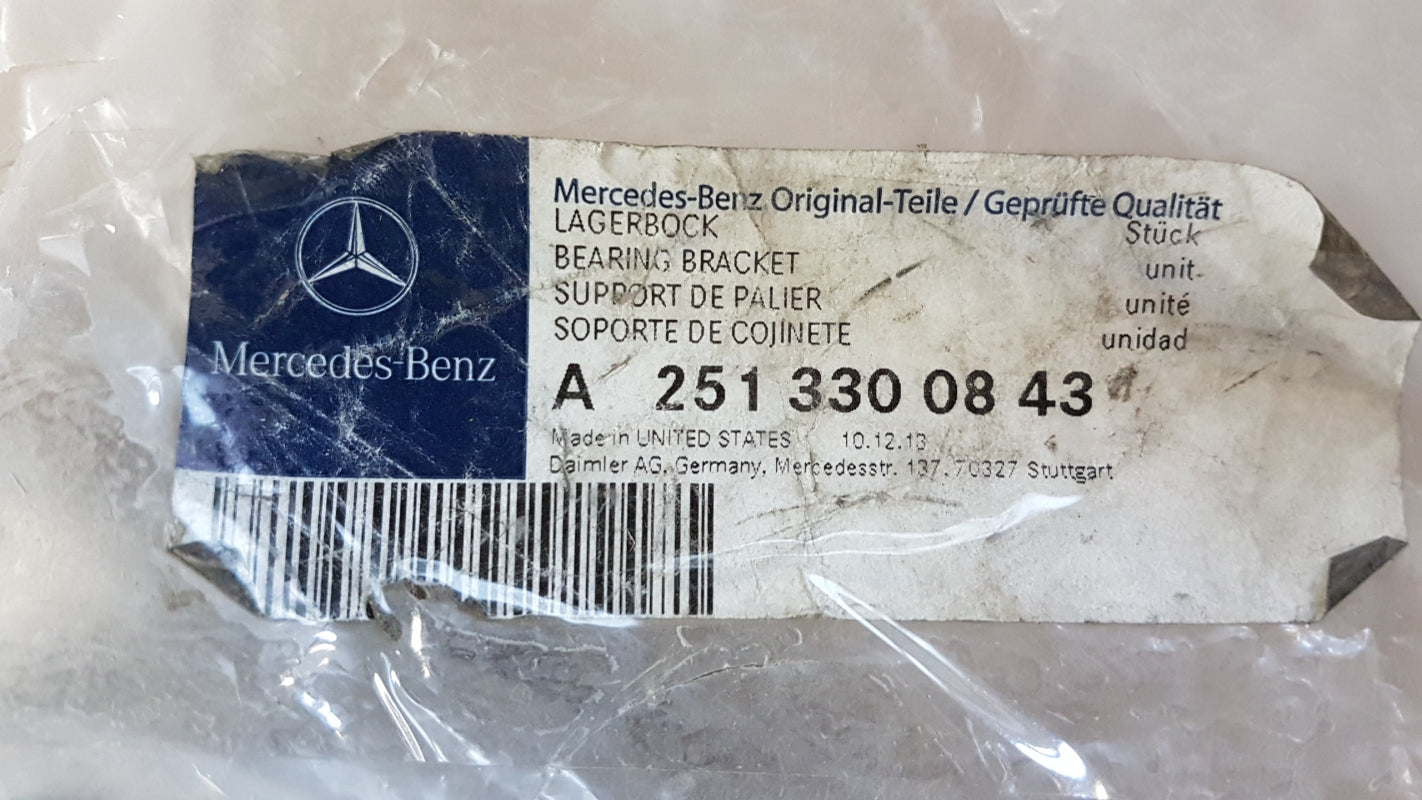 Mercedes-Benz
Mercedes-Benz Original-Teile / Geprüfte Qualität
LAGERBOCK Stück
BEARING BRACKET unit
SUPPORT DE PALIER unité
SOPORTE DE COJINETE unidad
A 251 330 08 43
Made in UNITED STATES 10.12.13
Daimler AG, Germany, Mercedesstr. 137, 70327 Stuttgart